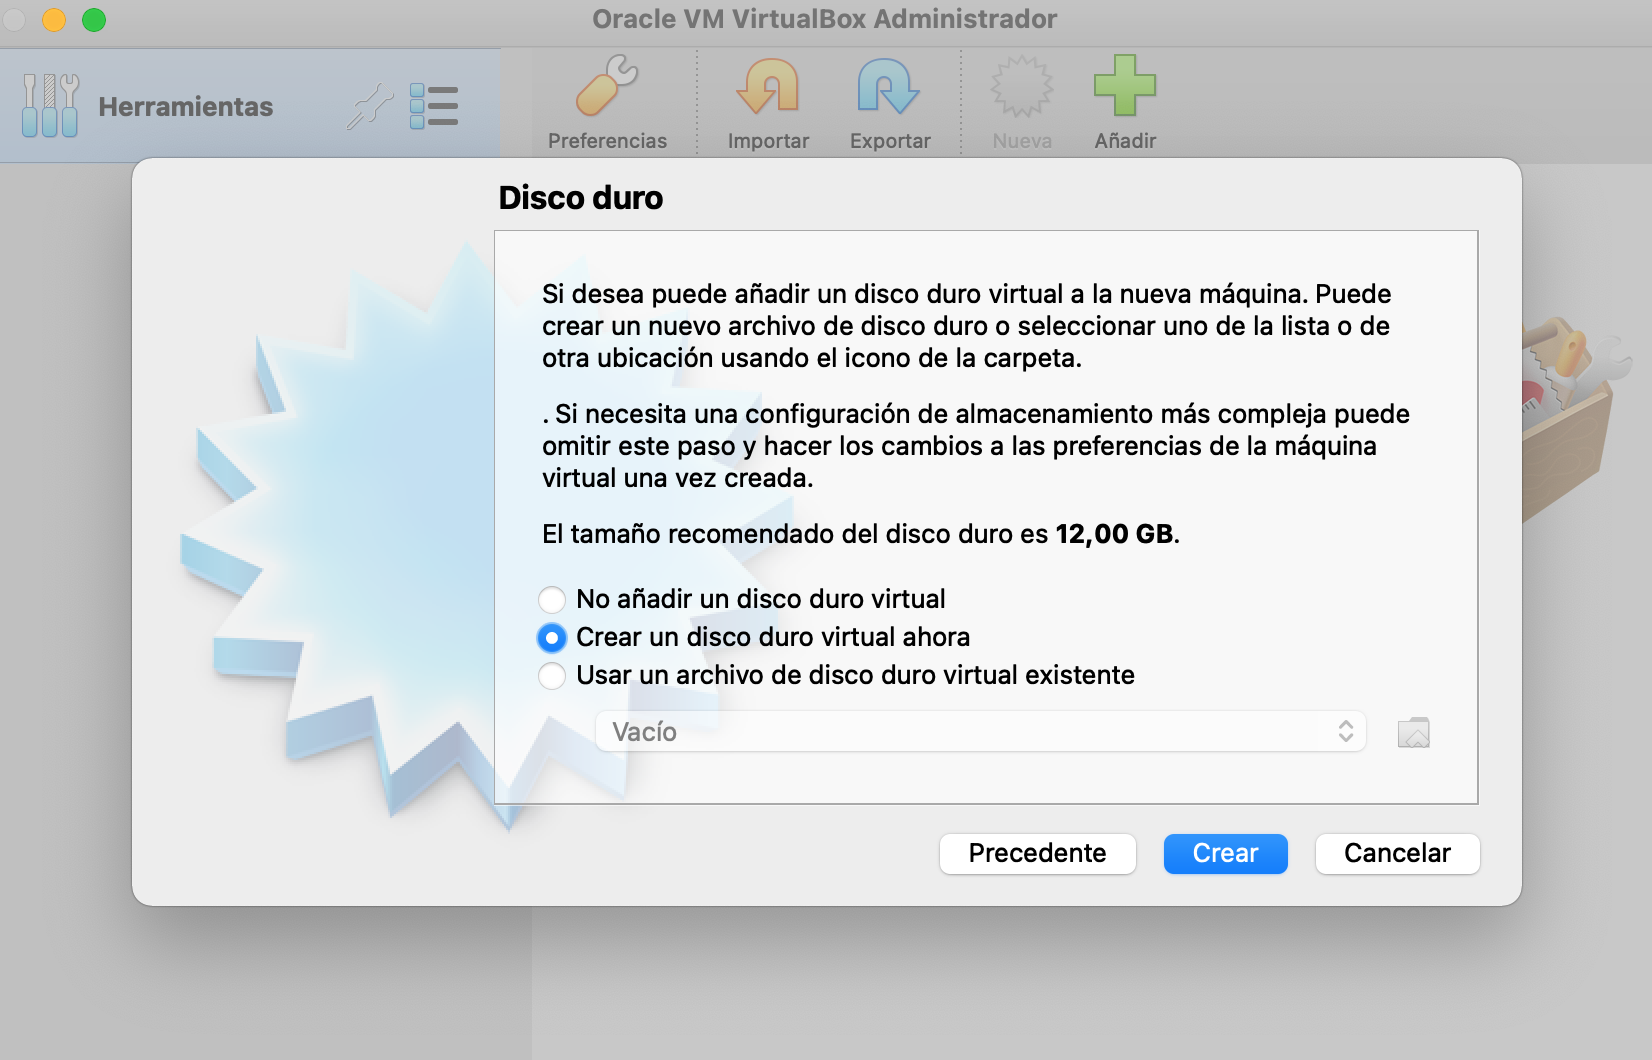 Oracle VM VirtualBox Administrador
Herramientas
Preferencias
Importar
Exportar
Nueva
Añadir
Disco duro
Si desea puede añadir un disco duro virtual a la nueva máquina. Puede
crear un nuevo archivo de disco duro o seleccionar uno de la lista o de
otra ubicación usando el icono de la carpeta.
. Si necesita una configuración de almacenamiento más compleja puede
omitir este paso y hacer los cambios a las preferencias de la máquina
virtual una vez creada.
El tamaño recomendado del disco duro es 12,00 GB.
No añadir un disco duro virtual
Crear un disco duro virtual ahora
Usar un archivo de disco duro virtual existente
Vacío
Precedente
Crear
Cancelar